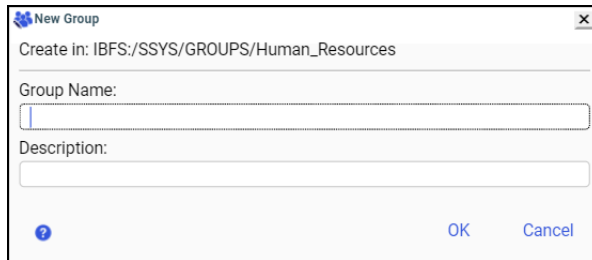 New Group
Create in: IBFS:/SSYS/GROUPS/Human_Resources
Group Name:
Description:
?
OK Cancel